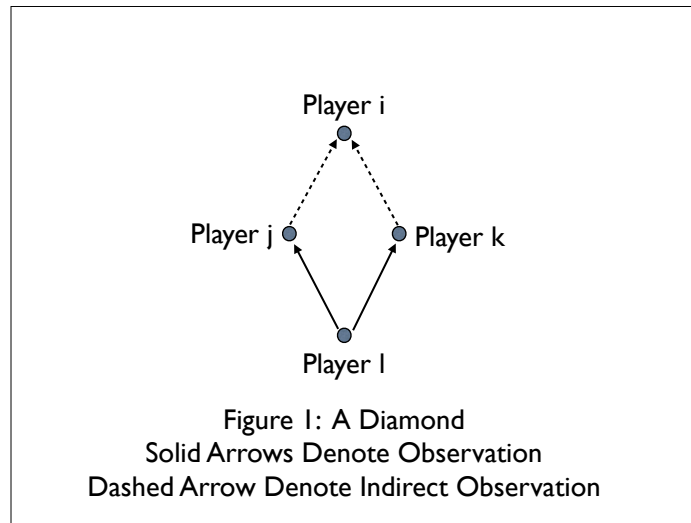 Player i
Player j
Player k
Player l
Figure 1: A Diamond
Solid Arrows Denote Observation
Dashed Arrow Denote Indirect Observation